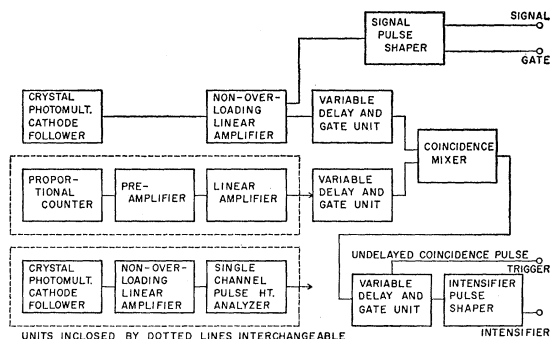 SIGNAL
PULSE
SHAPER
SIGNAL
GATE
CRYSTAL
PHOTOMULT.
CATHODE
FOLLOWER
NON-OVER-
LOADING
LINEAR
AMPLIFIER
VARIABLE
DELAY AND
GATE UNIT
COINCIDENCE
MIXER
PROPOR-
TIONAL
COUNTER
PRE-
AMPLIFIER
LINEAR
AMPLIFIER
VARIABLE
DELAY AND
GATE UNIT
UNDELAYED COINCIDENCE PULSE
TRIGGER
CRYSTAL
PHOTOMULT.
CATHODE
FOLLOWER
NON-OVER-
LOADING
LINEAR
AMPLIFIER
SINGLE
CHANNEL
PULSE HT.
ANALYZER
VARIABLE
DELAY AND
GATE UNIT
INTENSIFIER
PULSE
SHAPER
INTENSIFIER
UNITS INCLOSED BY DOTTED LINES INTERCHANGEABLE